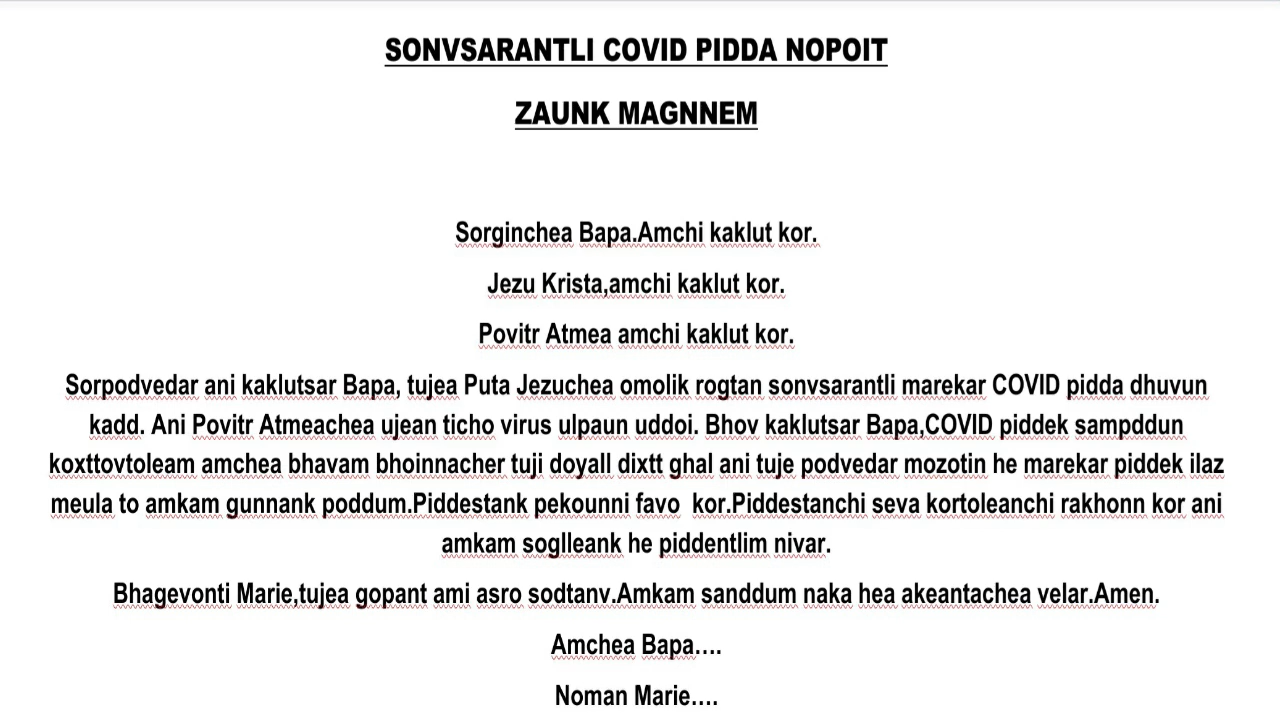 SONVSARANTLI COVID PIDDA NOPOIT
ZAUNK MAGNNEM
Sorginchea Bapa.Amchi kaklut kor.
Jezu Krista,amchi kaklut kor.
Povitr Atmea amchi kaklut kor.
Sorpodvedar ani kaklutsar Bapa, tujea Puta Jezuchea omolik rogtan sonvsarantli marekar COVID pidda dhuvun
kadd. Ani Povitr Atmeachea ujean ticho virus ulpaun uddoi. Bhov kaklutsar Bapa,COVID piddek sampddun
koxttovtoleam amchea bhavam bhoinnacher tuji doyall dixtt ghal ani tuje podvedar mozotin he marekar piddek ilaz
meula to amkam gunnank poddum.Piddestank pekounni favo  kor.Piddestanchi seva kortoleanchi rakhonn kor ani
amkam soglleank he piddentlim nivar.
Bhagevonti Marie,tujea gopant ami asro sodtanv.Amkam sanddum naka hea akeantachea velar.Amen.
Amchea Bapa….
Noman Marie….